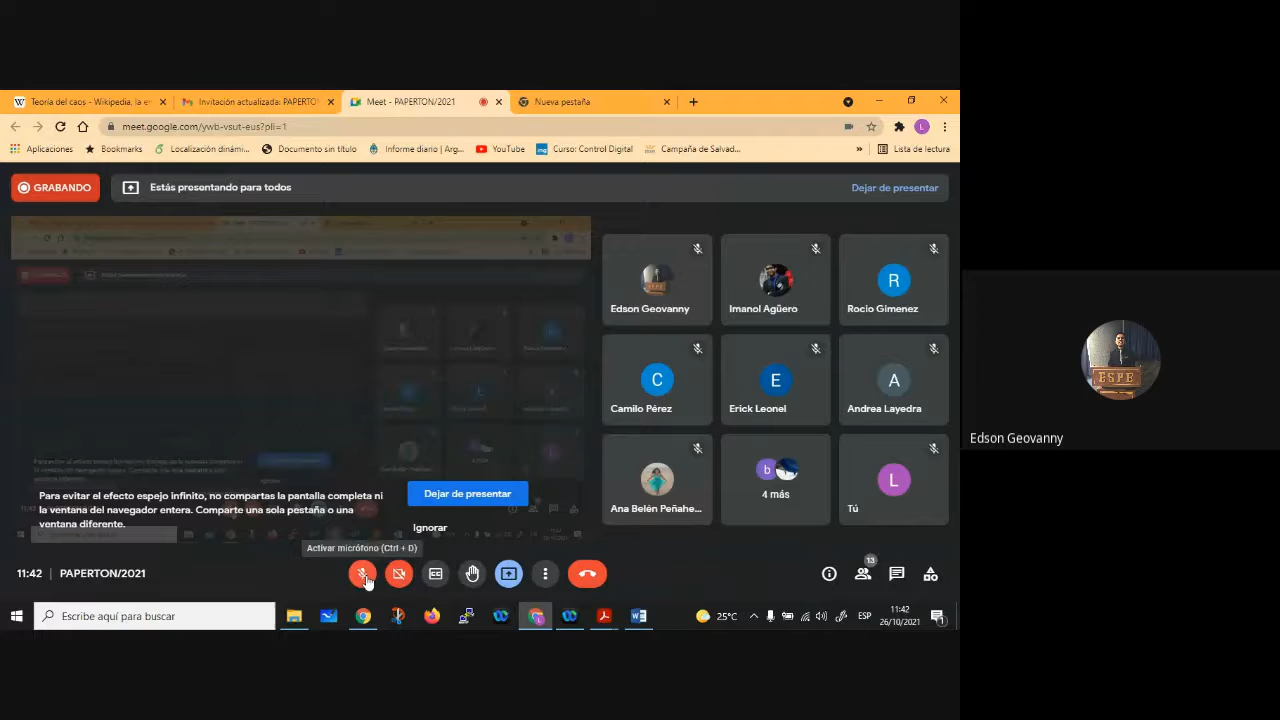 Teoría del caos - Wikipedia, la e
Invitación actualizada: PAPERTO
Meet - PAPERTON/2021
Nueva pestaña
meet.google.com/ywb-vsut-eus?pli=1
L
Aplicaciones
Bookmarks
Localización dinámi...
Documento sin título
Informe diario | Arg...
YouTube
mg
Curso: Control Digital
Campaña de Salvad...
»
Lista de lectura
GRABANDO
Estás presentando para todos
Dejar de presentar
Edson Geovanny
Imanol Agüero
R
Rocio Gimenez
C
Camilo Pérez
E
Erick Leonel
A
Andrea Layedra
Ana Belén Peñahe...
b
4 más
L
Tú
Para evitar el efecto espejo infinito, no compartas la pantalla completa ni
la ventana del navegador entera. Comparte una sola pestaña o una
ventana diferente.
Dejar de presentar
Ignorar
Activar micrófono (Ctrl + D)
11:42 | PAPERTON/2021
13
Escribe aquí para buscar
25°C
ESP
11:42
26/10/2021
1
ESPE
Edson Geovanny